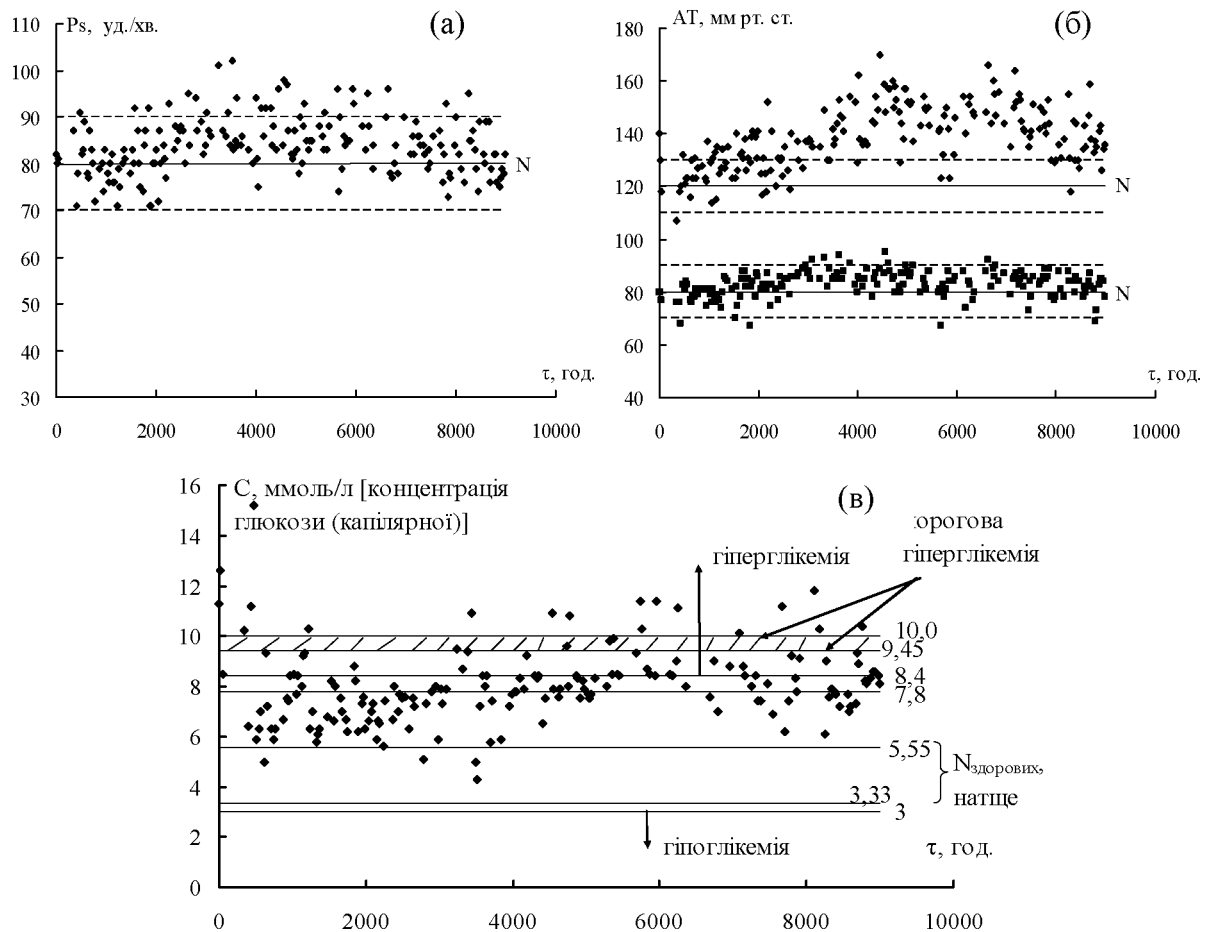 Ps, уд./хв.
(а)
110
100
90
80
70
60
50
40
30
N
τ, год.
0 2000 4000 6000 8000 10000
АТ, мм рт. ст.
(б)
180
160
140
120
100
80
60
40
N
N
τ, год.
0 2000 4000 6000 8000 10000
С, ммоль/л [концентрація
глюкози (капілярної)]
(в)
орогова
гіперглікемія
гіперглікемія
16
14
12
10
8
6
4
2
0
10,0
9,45
8,4
7,8
5,55
3,33
3
Nздорових,
натще
гіпоглікемія
τ, год.
0 2000 4000 6000 8000 10000